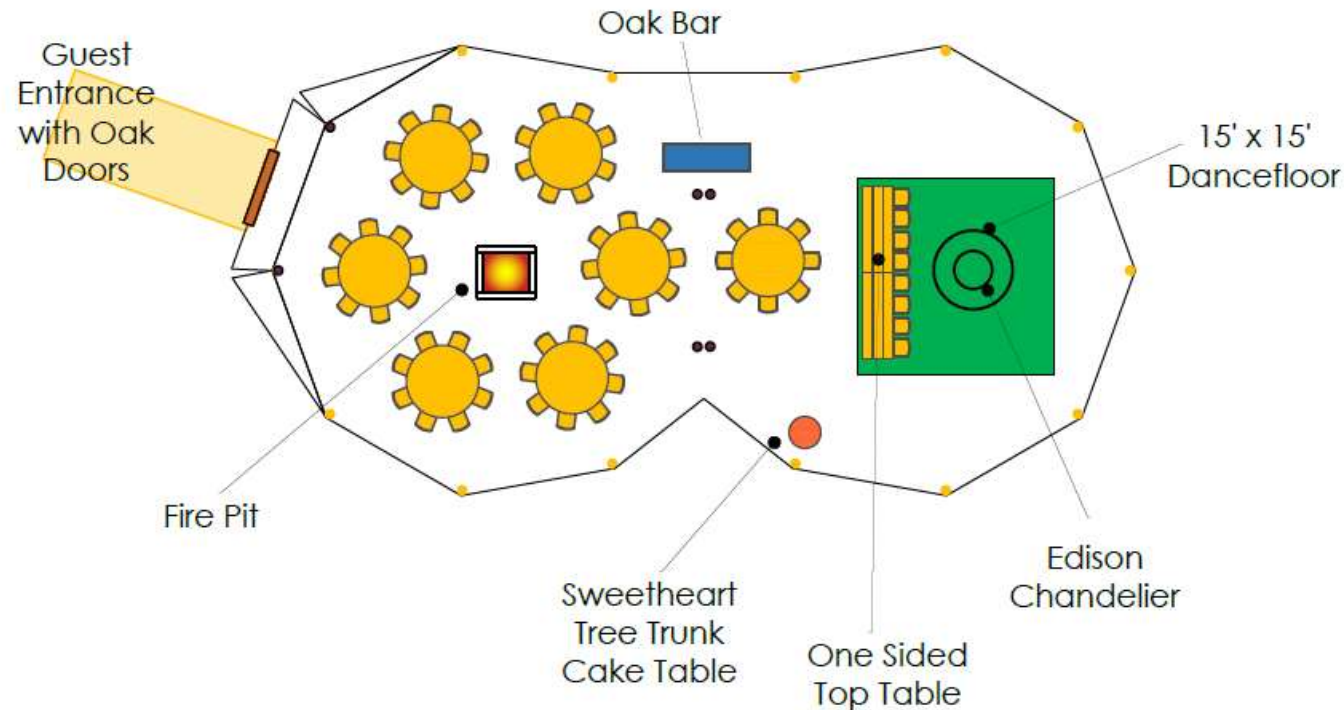 Oak Bar
Guest
Entrance
with Oak
Doors
15' x 15'
Dancefloor
Fire Pit
Sweetheart
Tree Trunk
Cake Table
One Sided
Top Table
Edison
Chandelier